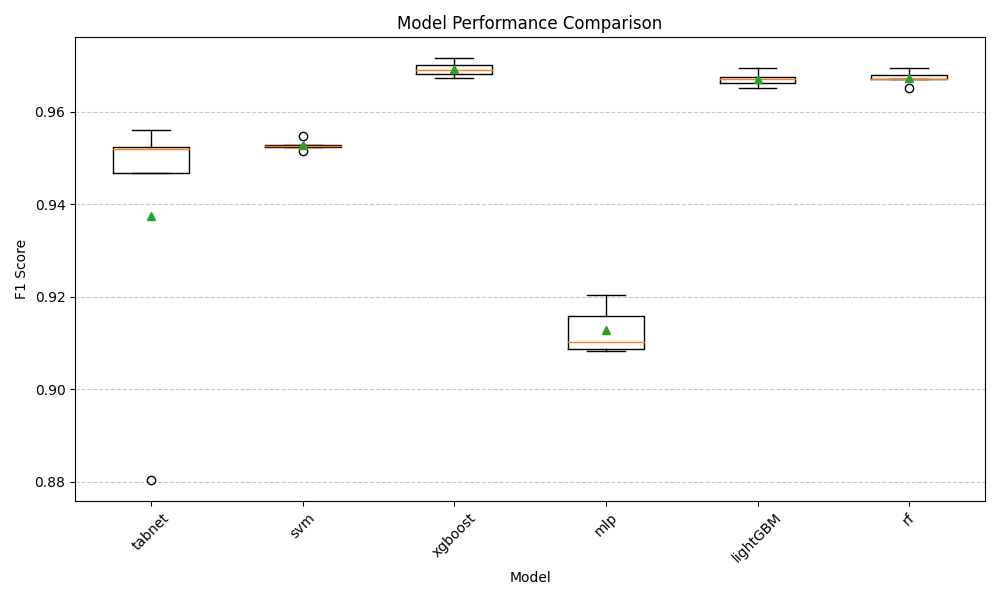 Model Performance Comparison
F1 Score
0.96
0.94
0.92
0.90
0.88
tabnet
svm
xgboost
mlp
lightGBM
rf
Model